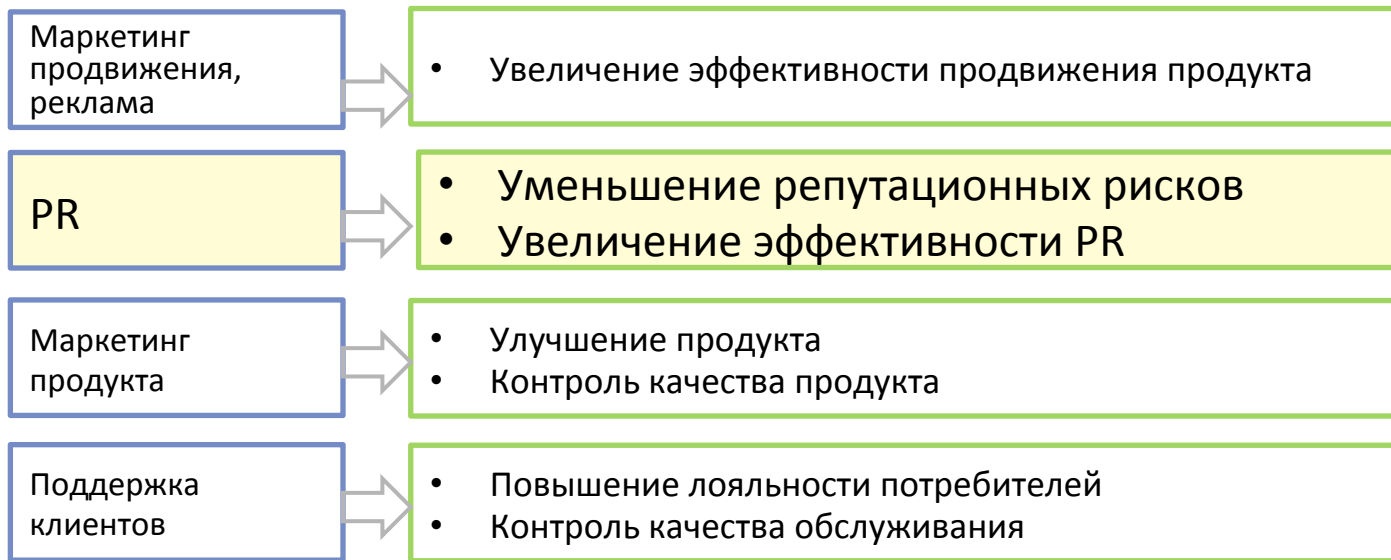 Маркетинг
продвижения,
реклама
• Увеличение эффективности продвижения продукта
PR
• Уменьшение репутационных рисков
• Увеличение эффективности PR
Маркетинг
продукта
• Улучшение продукта
• Контроль качества продукта
Поддержка
клиентов
• Повышение лояльности потребителей
• Контроль качества обслуживания